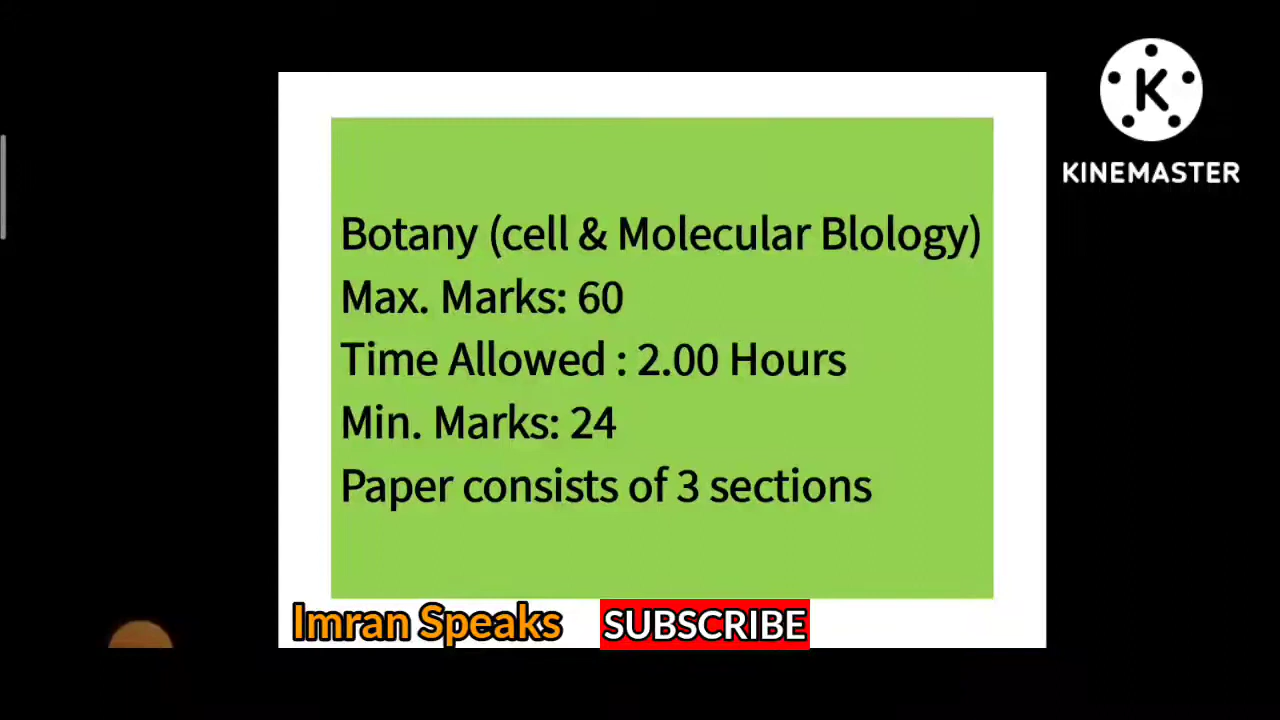 K
KINEMASTER
Botany (cell & Molecular Blology)
Max. Marks: 60
Time Allowed : 2.00 Hours
Min. Marks: 24
Paper consists of 3 sections
Imran Speaks
SUBSCRIBE